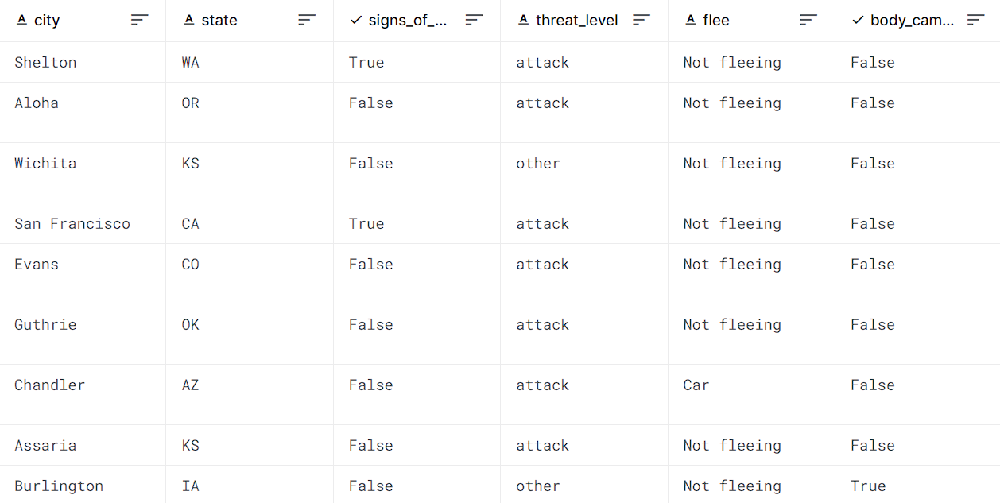 city state signs_of_... threat_level flee body_cam...
Shelton WA True attack Not fleeing False
Aloha OR False attack Not fleeing False
Wichita KS False other Not fleeing False
San Francisco CA True attack Not fleeing False
Evans CO False attack Not fleeing False
Guthrie OK False attack Not fleeing False
Chandler AZ False attack Car False
Assaria KS False attack Not fleeing False
Burlington IA False other Not fleeing True